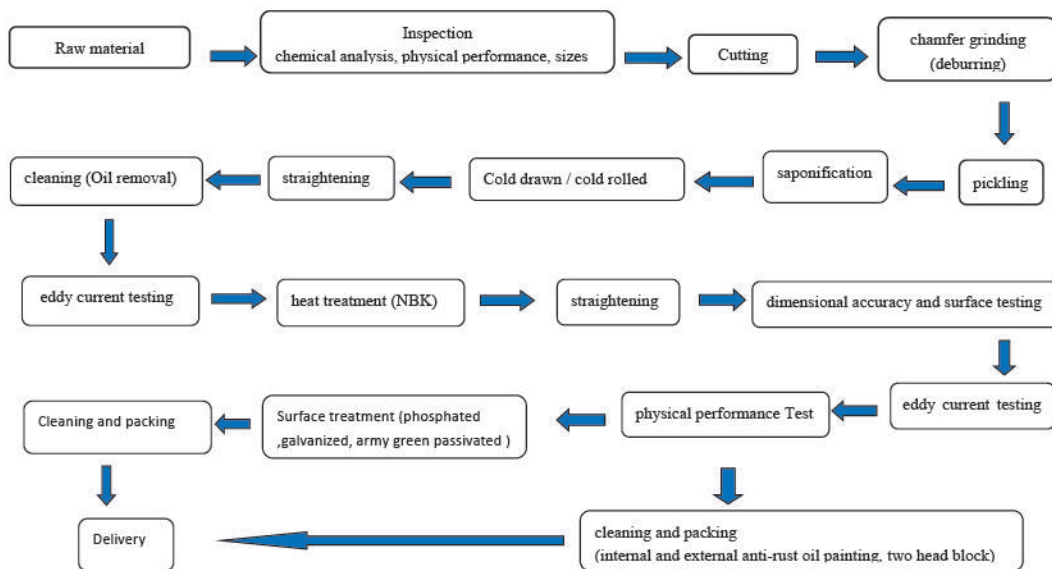 Raw material
Inspection
chemical analysis, physical performance, sizes
Cutting
chamfer grinding
(deburring)
pickling
saponification
Cold drawn / cold rolled
straightening
cleaning (Oil removal)
eddy current testing
heat treatment (NBK)
straightening
dimensional accuracy and surface testing
eddy current testing
physical performance Test
Surface treatment (phosphated
,galvanized, army green passivated )
Cleaning and packing
Delivery
cleaning and packing
(internal and external anti-rust oil painting, two head block)